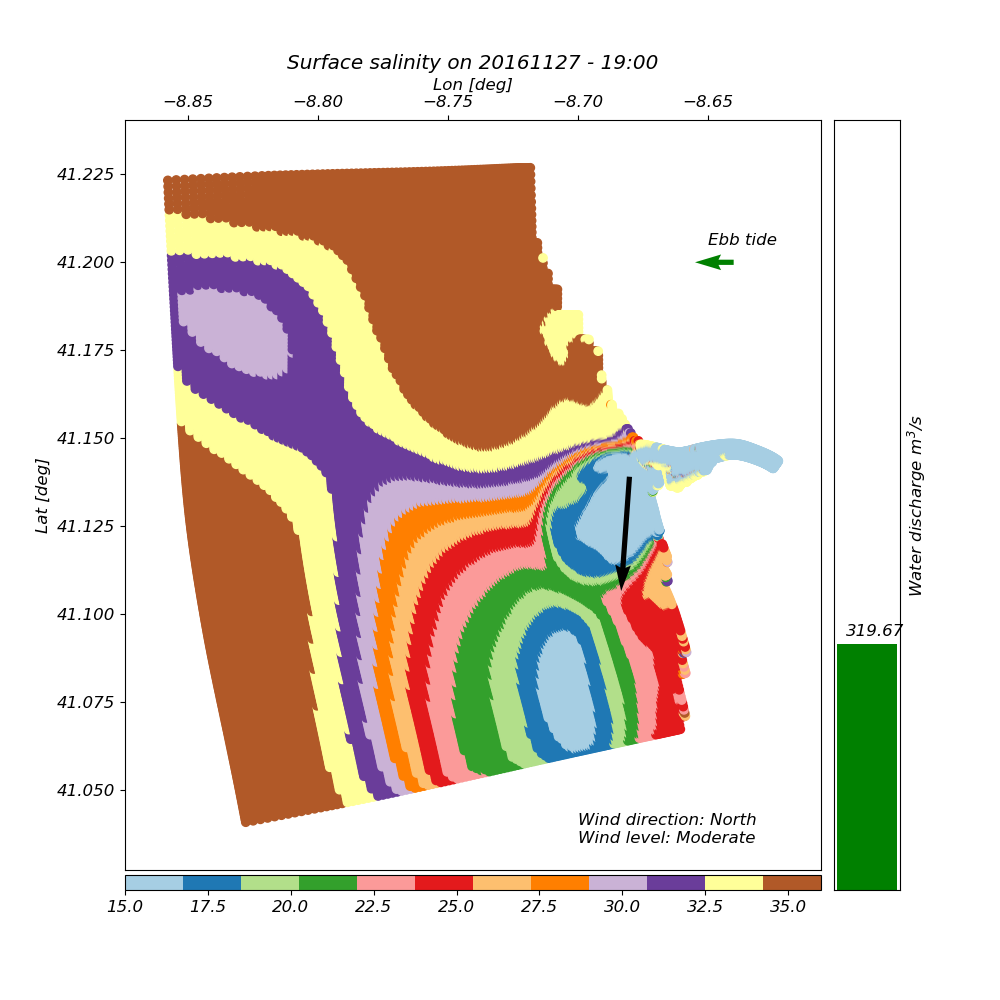 Surface salinity on 20161127 - 19:00
Lon [deg]
−8.85 −8.80 −8.75 −8.70 −8.65
41.225
41.200
41.175
41.150
41.125
41.100
41.075
41.050
Lat [deg]
Ebb tide
Wind direction: North
Wind level: Moderate
15.0 17.5 20.0 22.5 25.0 27.5 30.0 32.5 35.0
319.67
Water discharge m³/s